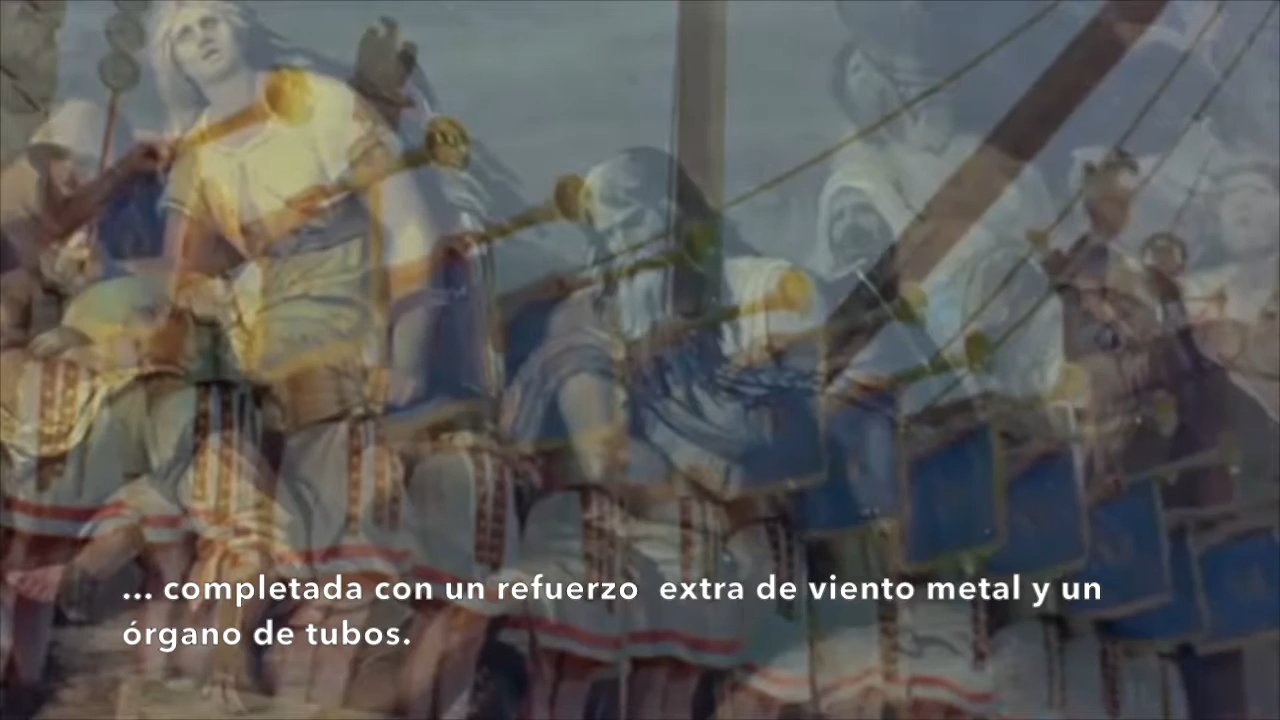 ... completada con un refuerzo  extra de viento metal y un
órgano de tubos.